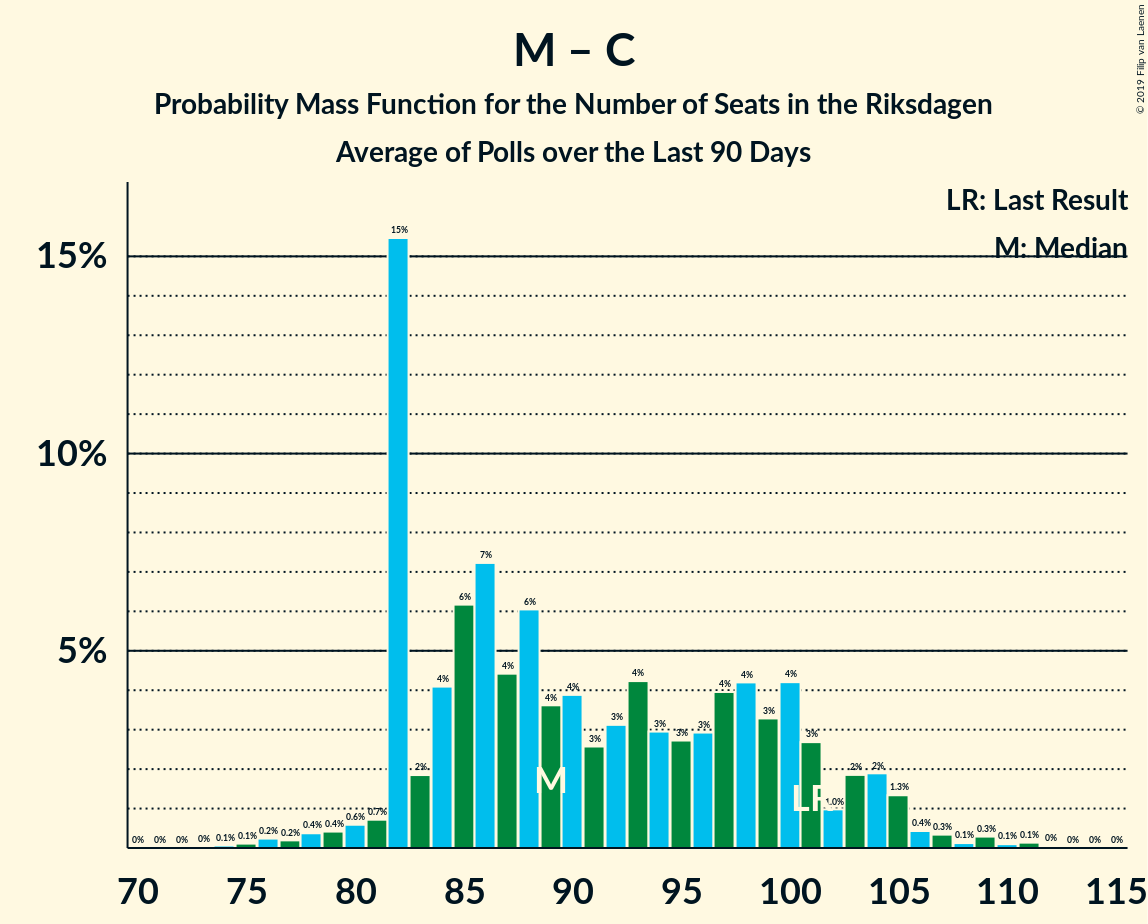 M – C
Probability Mass Function for the Number of Seats in the Riksdagen
Average of Polls over the Last 90 Days
© 2019 Filip van Laenen
LR: Last Result
M: Median
15%
10%
5%
0% 0% 0% 0% 0.1% 0.1% 0.2% 0.2% 0.4% 0.4% 0.6% 0.7% 15% 2% 4% 6% 7% 4% 6% 4% 4% 3% 3% 4% 3% 3% 3% 4% 4% 3% 4% 3% 1.0% 2% 2% 1.3% 0.4% 0.3% 0.1% 0.3% 0.1% 0.1% 0% 0% 0% 0%
M
LR
70 75 80 85 90 95 100 105 110 115